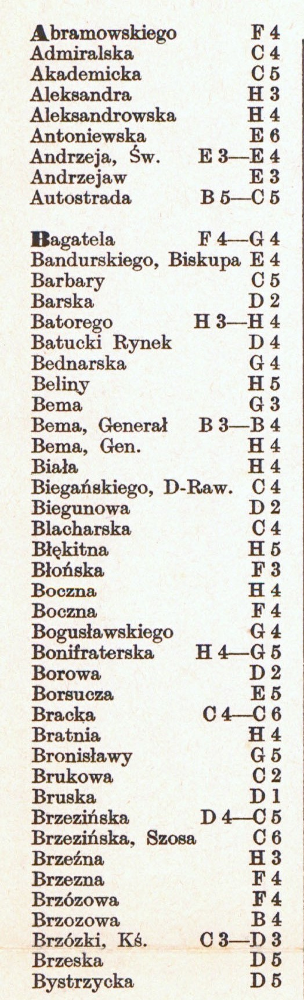 Abramowskiego F 4
Admiralska C 4
Akademicka C 5
Aleksandra H 3
Aleksandrowska H 4
Antoniewska E 6
Andrzeja, Św. E 3—E 4
Andrzejaw E 3
Autostrada B 5—C 5
Bagatela F 4—G 4
Bandurskiego, Biskupa E 4
Barbary C 5
Barska D 2
Batorego H 3—H 4
Batucki Rynek D 4
Bednarska G 4
Beliny H 5
Bema G 3
Bema, Generał B 3—B 4
Bema, Gen. H 4
Biała H 4
Biegańskiego, D-Raw. C 4
Biegunowa D 2
Blacharska C 4
Błękitna H 5
Błońska F 3
Boczna H 4
Boczna F 4
Bogusławskiego G 4
Bonifraterska H 4—G 5
Borowa D 2
Borsucza E 5
Bracka C 4—C 6
Bratnia H 4
Bronisławy G 5
Brukowa C 2
Bruska D 1
Brzezińska D 4—C 5
Brzezińska, Szosa C 6
Brzeźna H 3
Brzezna F 4
Brzózowa F 4
Brzozowa B 4
Brzózki, Kś. C 3—D 3
Brzeska D 5
Bystrzycka D 5